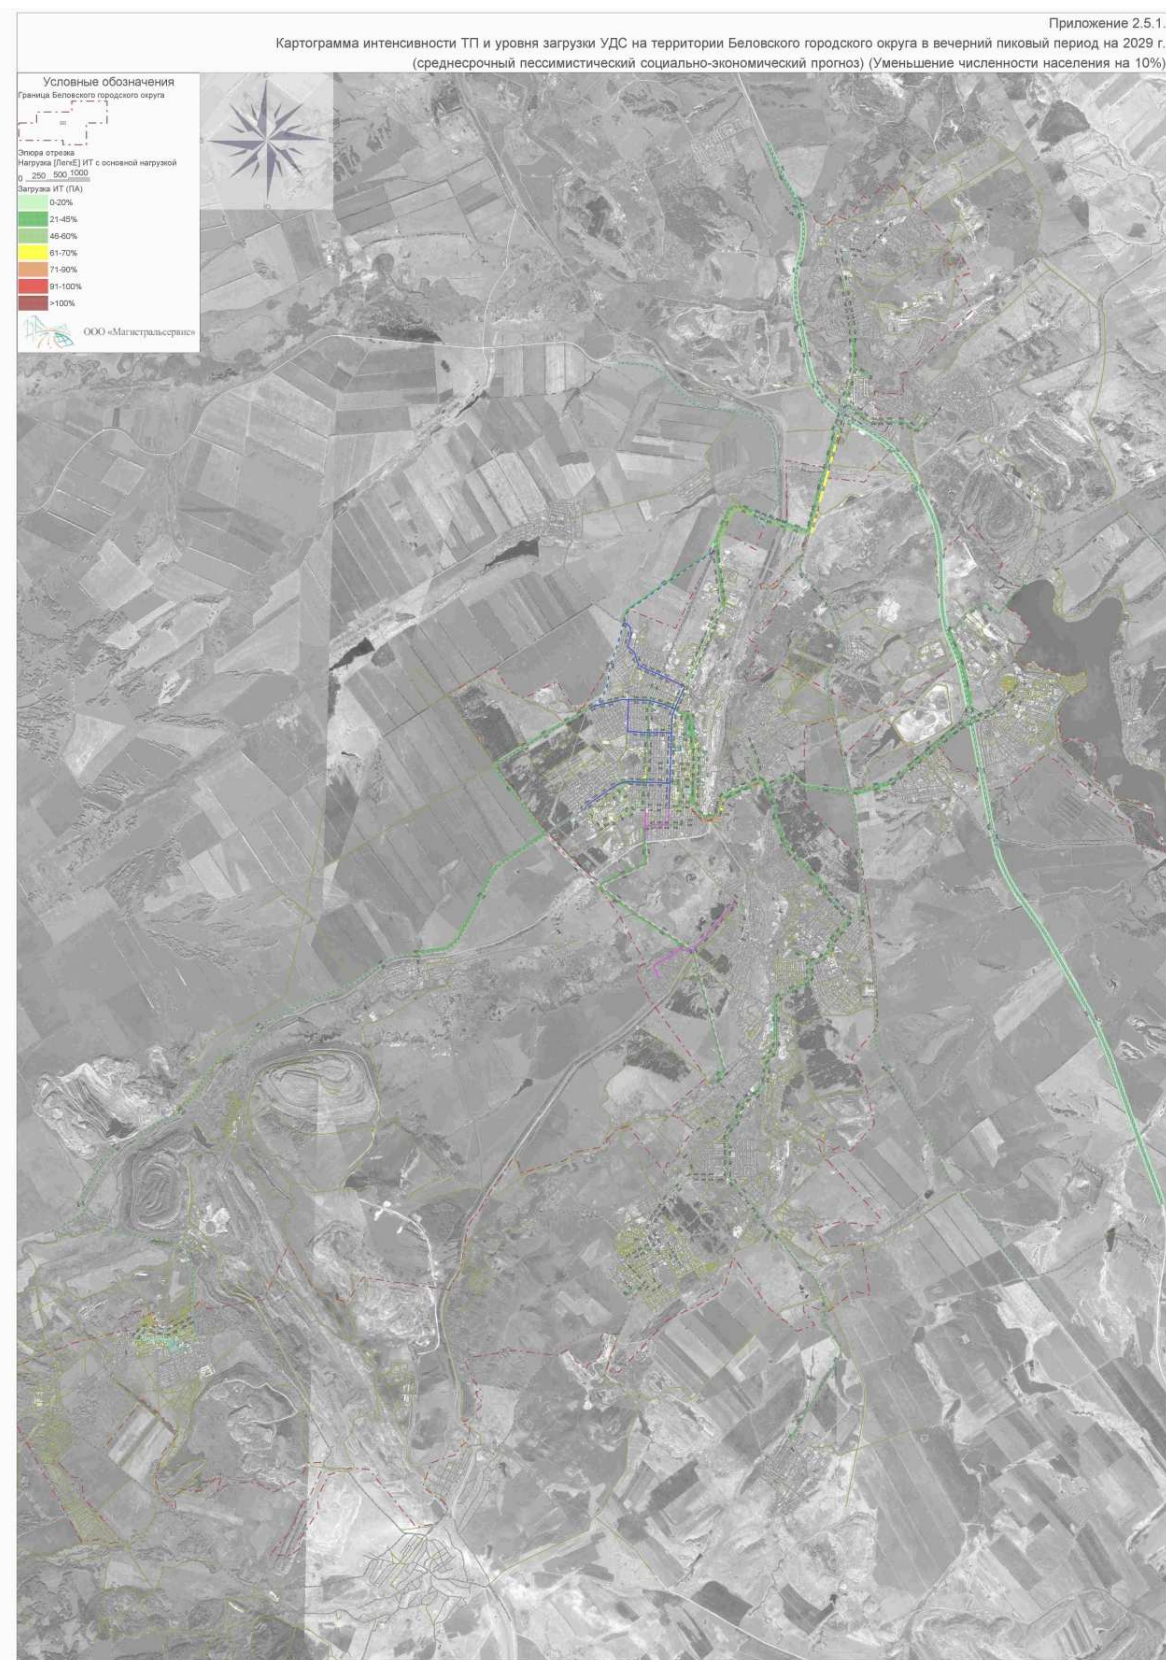 Приложение 2.5.1.
Картограмма интенсивности ТП и уровня загрузки УДС на территории Беловского городского округа в вечерний пиковый период на 2029 г.
(среднесрочный пессимистический социально-экономический прогноз) (Уменьшение численности населения на 10%)
Условные обозначения
Граница Беловского городского округа
Эпюра отрезка
Нагрузка [ЛегкЕ] ИТ с основной нагрузкой
0 250 500 1000
Загрузка ИТ (ПА)
0-20%
21-45%
46-60%
61-70%
71-90%
91-100%
>100%
ООО «Магистральсервис»